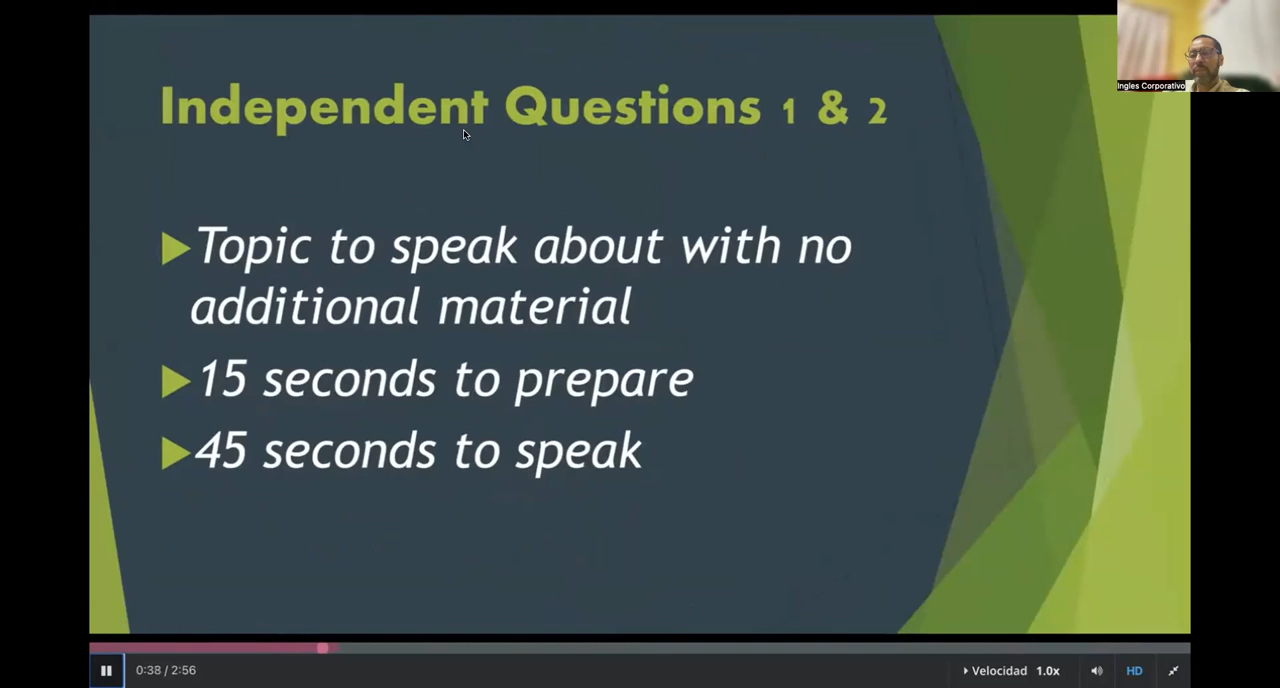 Independent Questions 1 & 2
Topic to speak about with no
additional material
15 seconds to prepare
45 seconds to speak
Ingles Corporativo
0:38 / 2:56
Velocidad 1.0x
HD